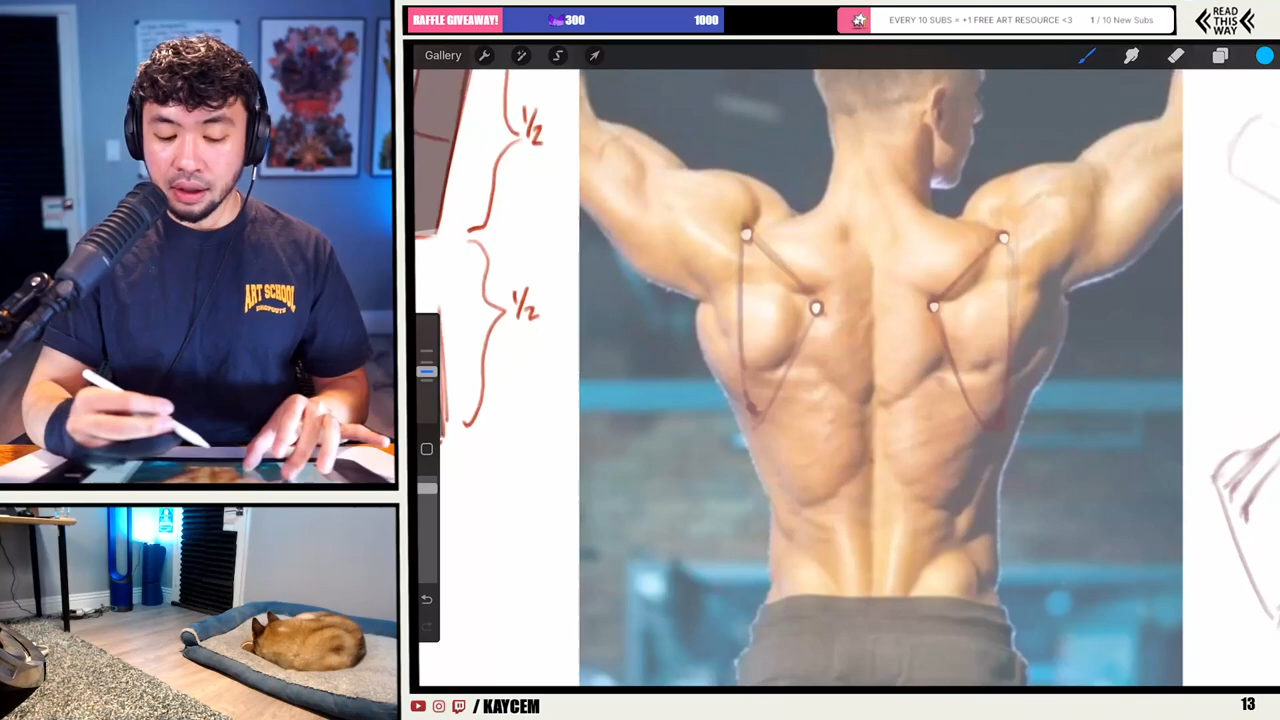 RAFFLE GIVEAWAY!
300
1000
EVERY 10 SUBS = +1 FREE ART RESOURCE <3
1 / 10 New Subs
READ
THIS
WAY
Gallery
1/2
1/2
ART SCHOOL
DROPOUTS
/ KAYCEM
13